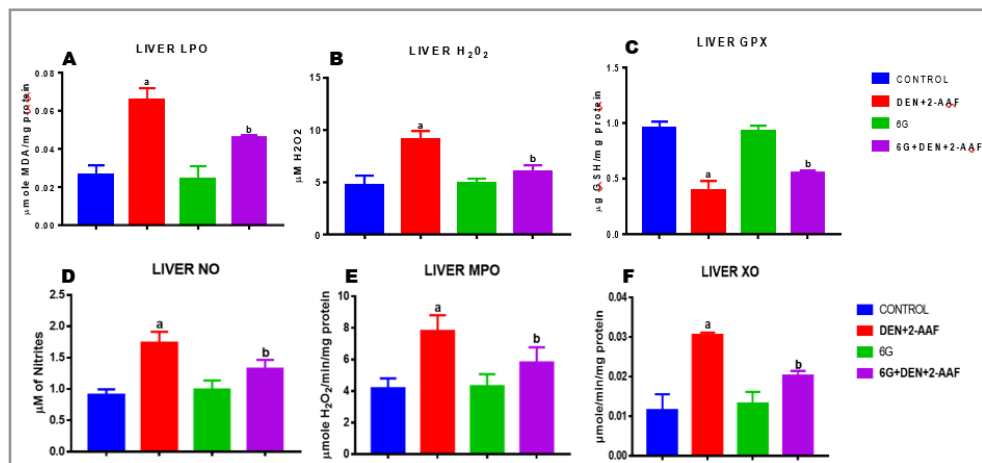 A
LIVER LPO
µmole MDA/mg protein
0.08
0.06
0.04
0.02
0.00
a
b
B
LIVER H₂0₂
µM H2O2
15
10
5
0
a
b
C
LIVER GPX
µg GSH/mg protein
1.5
1.0
0.5
0.0
a
b
CONTROL
DEN+2-AAF
6G
6G+DEN+2-AAF
D
LIVER NO
µM of Nitrites
2.5
2.0
1.5
1.0
0.5
0.0
a
b
E
LIVER MPO
µmole H₂O₂/min/mg protein
10
8
6
4
2
0
a
b
F
LIVER XO
µmole/min/mg protein
0.04
0.03
0.02
0.01
0.00
a
b
CONTROL
DEN+2-AAF
6G
6G+DEN+2-AAF